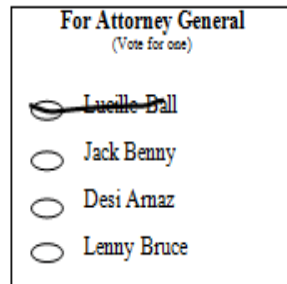 For Attorney General
(Vote for one)
Lucille Ball
Jack Benny
Desi Arnaz
Lenny Bruce